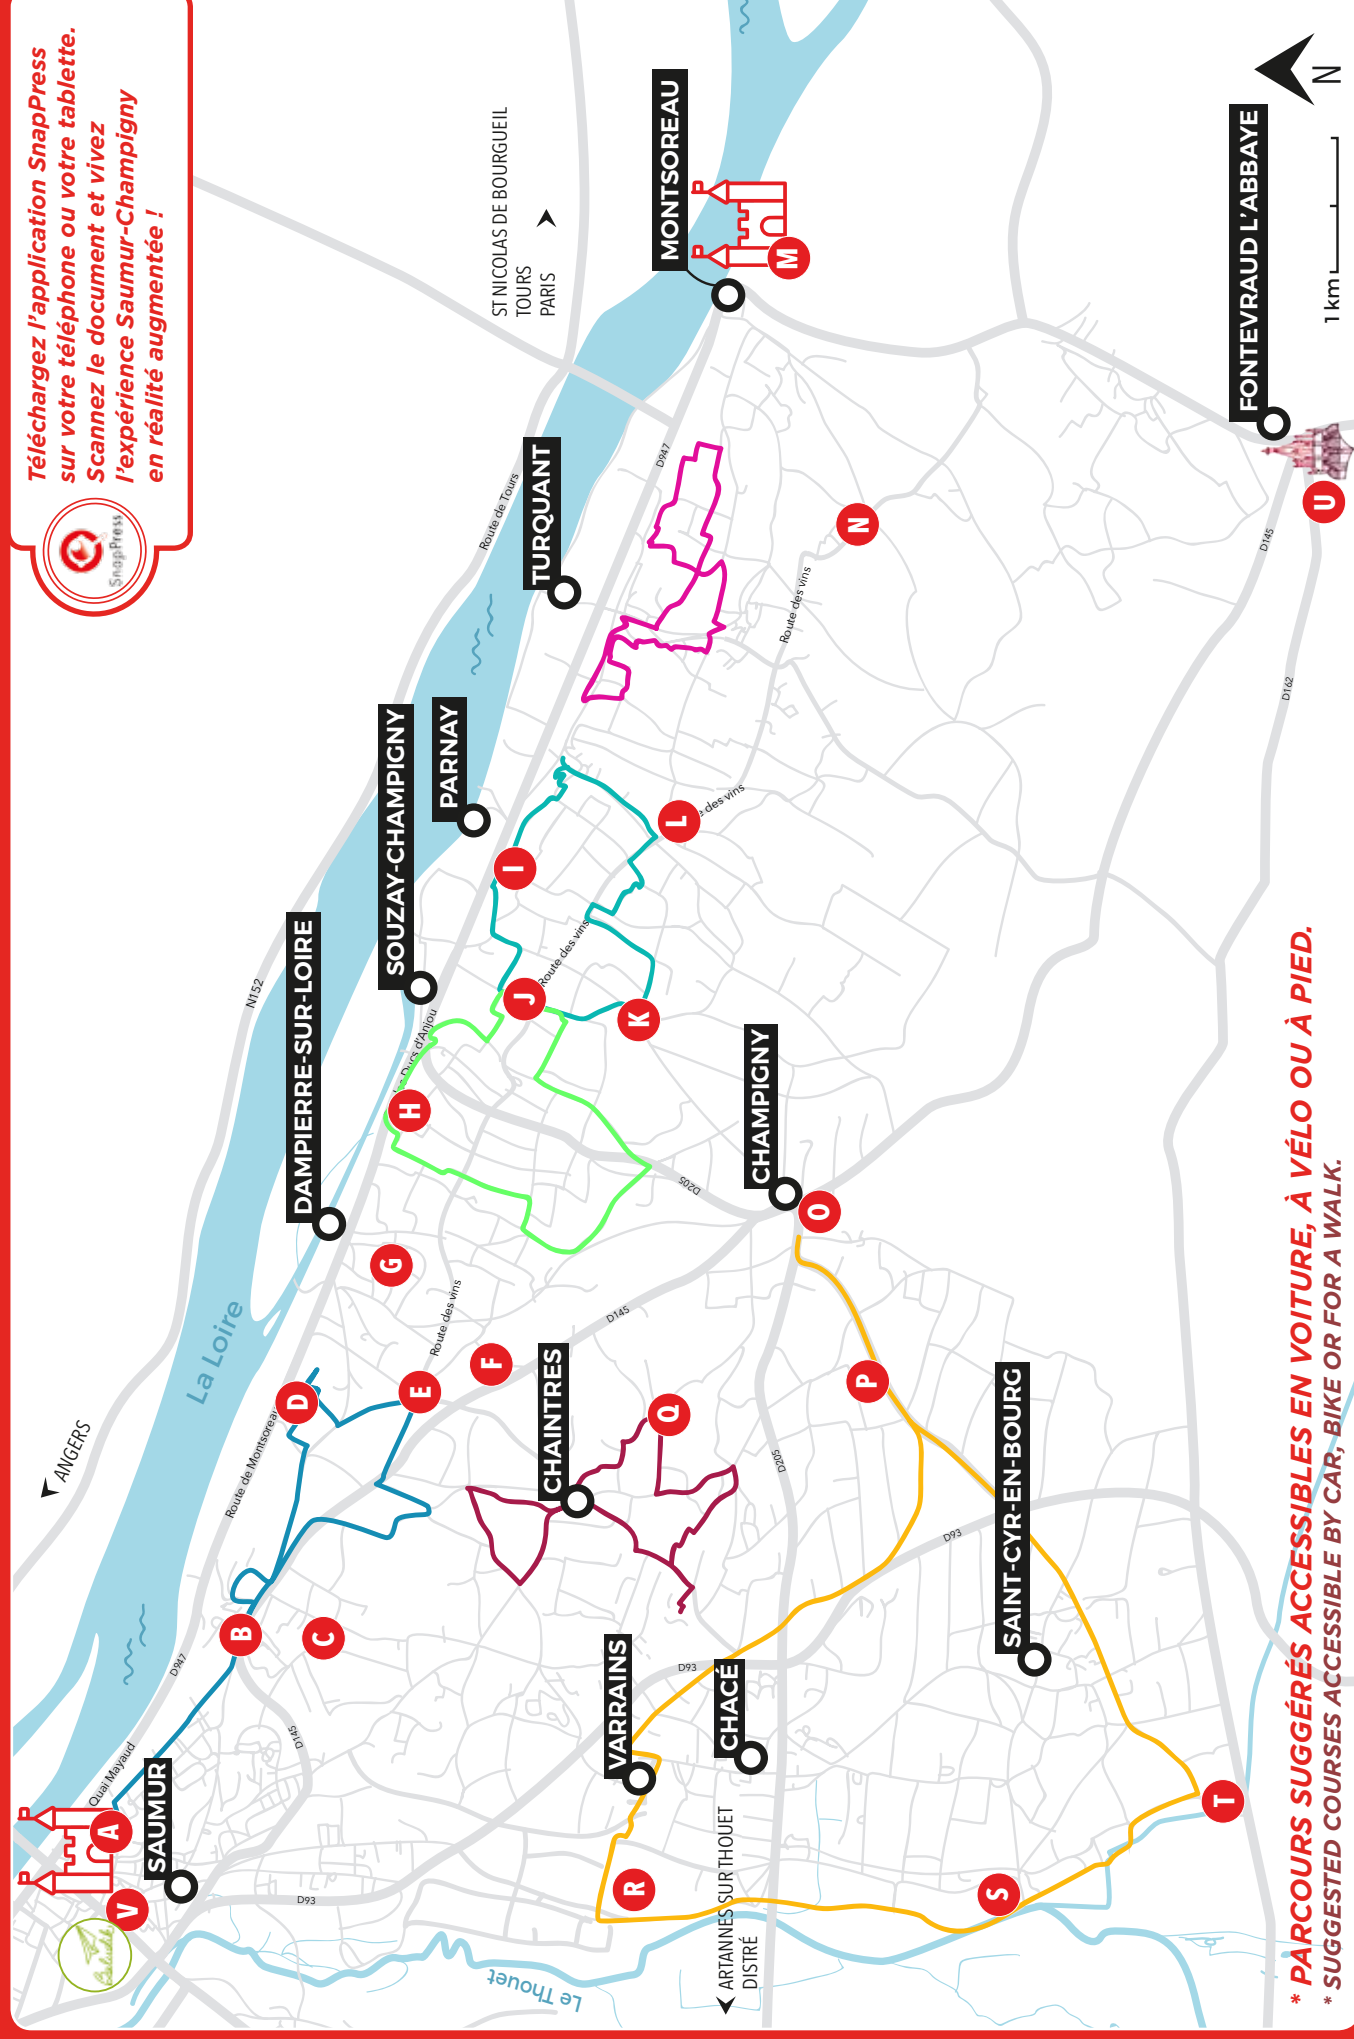 Téléchargez l'application SnapPress
sur votre téléphone ou votre tablette.
Scannez le document et vivez
l'expérience Saumur-Champigny
en réalité augmentée !
SnapPress
ANGERS
N152
La Loire
Route de Tours
ST NICOLAS DE BOURGUEIL
TOURS
PARIS
Quai Mayaud
D947
Route de Montsoreau
D947
SAUMUR
DAMPIERRE-SUR-LOIRE
SOUZAY-CHAMPIGNY
PARNAY
TURQUANT
MONTSOREAU
A
V
B
C
D
E
F
G
H
I
J
K
L
M
N
O
P
Q
R
S
T
U
D145
D93
Route des vins
D145
D205
Route des vins
des vins
Route des vins
CHAINTRES
CHAMPIGNY
VARRAINS
CHACÉ
D93
D205
D93
SAINT-CYR-EN-BOURG
FONTEVRAUD L'ABBAYE
D145
D162
Le Thouet
ARTANNES SUR THOUET
DISTRÉ
N
1 km
* PARCOURS SUGGÉRÉS ACCESSIBLES EN VOITURE, À VÉLO OU À PIED.
* SUGGESTED COURSES ACCESSIBLE BY CAR, BIKE OR FOR A WALK.